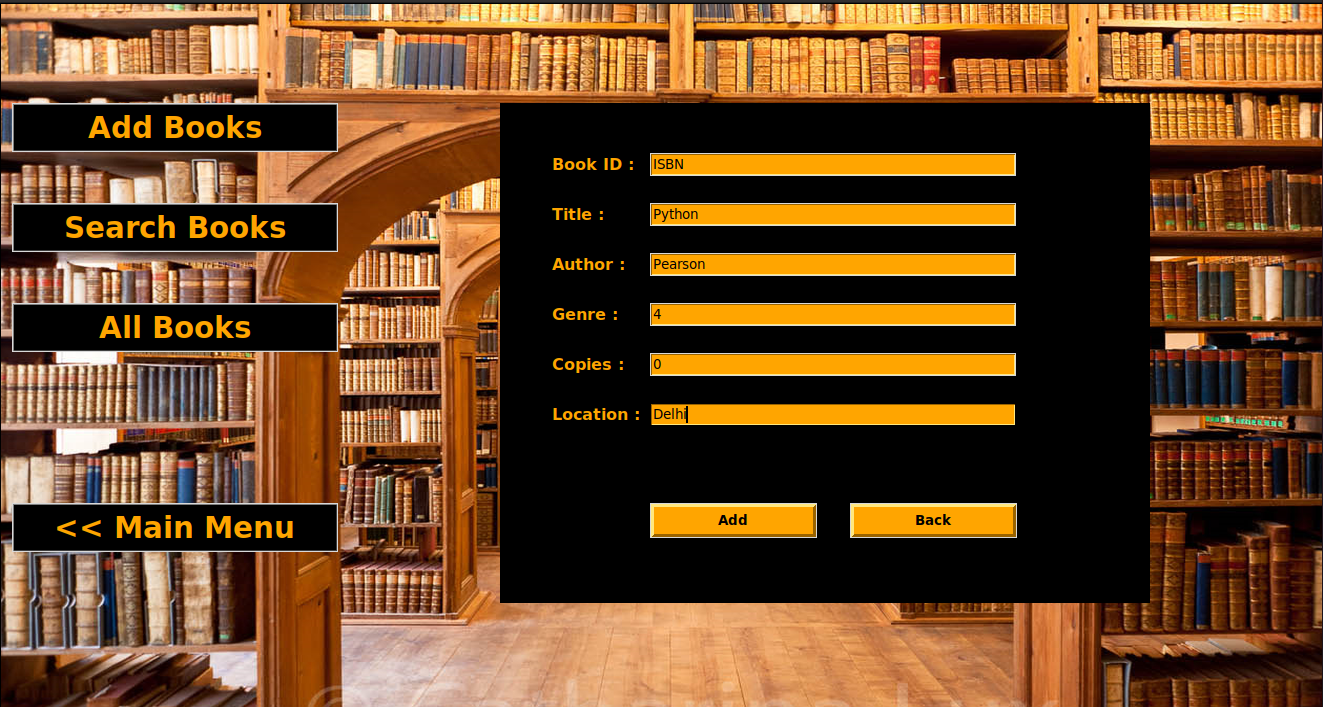 Add Books
Search Books
All Books
<< Main Menu
Book ID : ISBN
Title : Python
Author : Pearson
Genre : 4
Copies : 0
Location : Delhi
Add Back